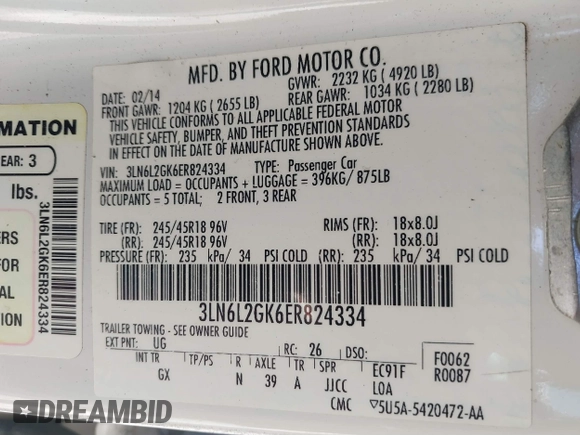 MFD. BY FORD MOTOR CO.
DATE: 02/14 GVWR: 2232 KG ( 4920 LB)
FRONT GAWR: 1204 KG ( 2655 LB) REAR GAWR: 1034 KG ( 2280 LB)
THIS VEHICLE CONFORMS TO ALL APPLICABLE FEDERAL MOTOR
VEHICLE SAFETY, BUMPER, AND THEFT PREVENTION STANDARDS
IN EFFECT ON THE DATE OF MANUFACTURE SHOWN ABOVE.
VIN: 3LN6L2GK6ER824334 TYPE: Passenger Car
MAXIMUM LOAD = OCCUPANTS + LUGGAGE = 396KG/ 875LB
OCCUPANTS = 5 TOTAL; 2 FRONT, 3 REAR
TIRE (FR): 245/45R18 96V RIMS (FR): 18x8.0J
(RR): 245/45R18 96V (RR): 18x8.0J
PRESSURE (FR): 235 kPa/ 34 PSI COLD (RR): 235 kPa/ 34 PSI COLD
3LN6L2GK6ER824334
TRAILER TOWING - SEE OWNER GUIDE
EXT PNT: UG RC: 26 DSO: F0062
INT TR TP/PS R AXLE TR SPR EC91F R0087
GX N 39 A JJCC LOA
CMC ▽5U5A-5420472-AA
RMATION
EAR: 3
lbs.
ERS
FOR
AL
TION
3LN6L2GK6ER824334
DREAMBID